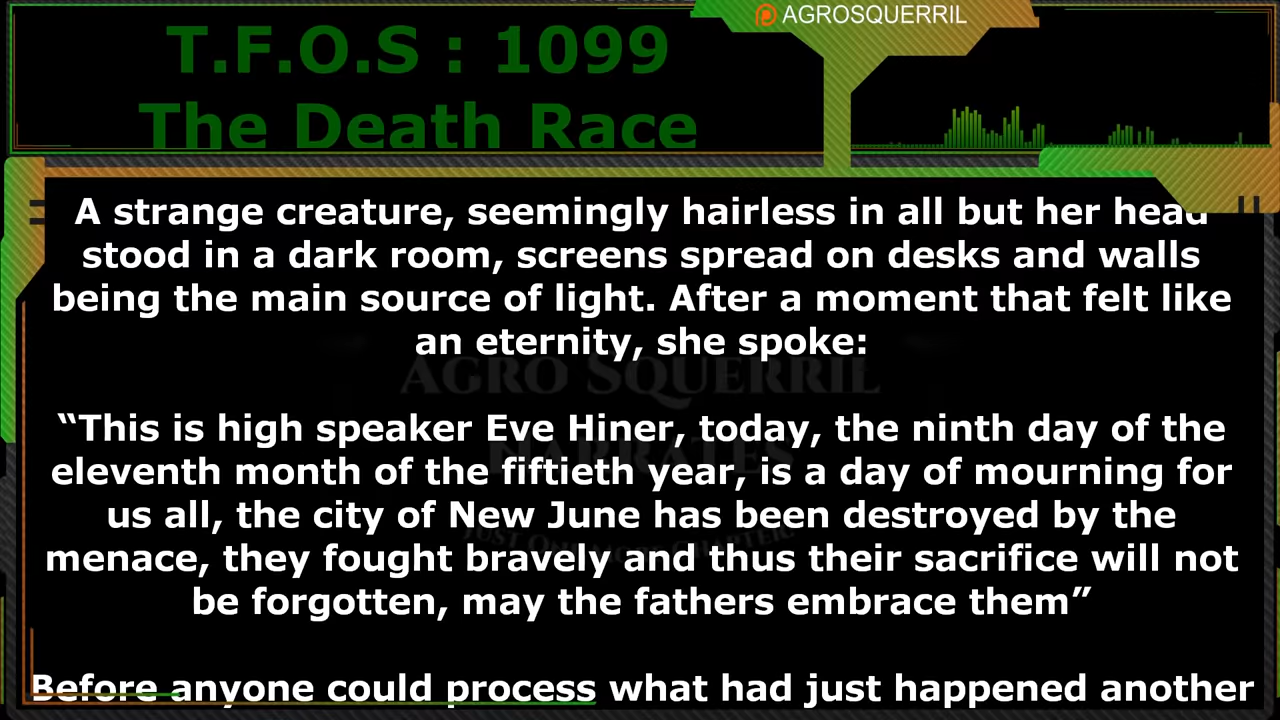 AGROSQUERRIL
T.F.O.S : 1099
The Death Race
A strange creature, seemingly hairless in all but her head
stood in a dark room, screens spread on desks and walls
being the main source of light. After a moment that felt like
an eternity, she spoke:
AGRO SQUERRIL
NARRATES
“This is high speaker Eve Hiner, today, the ninth day of the
eleventh month of the fiftieth year, is a day of mourning for
us all, the city of New June has been destroyed by the
menace, they fought bravely and thus their sacrifice will not
be forgotten, may the fathers embrace them”
Before anyone could process what had just happened another